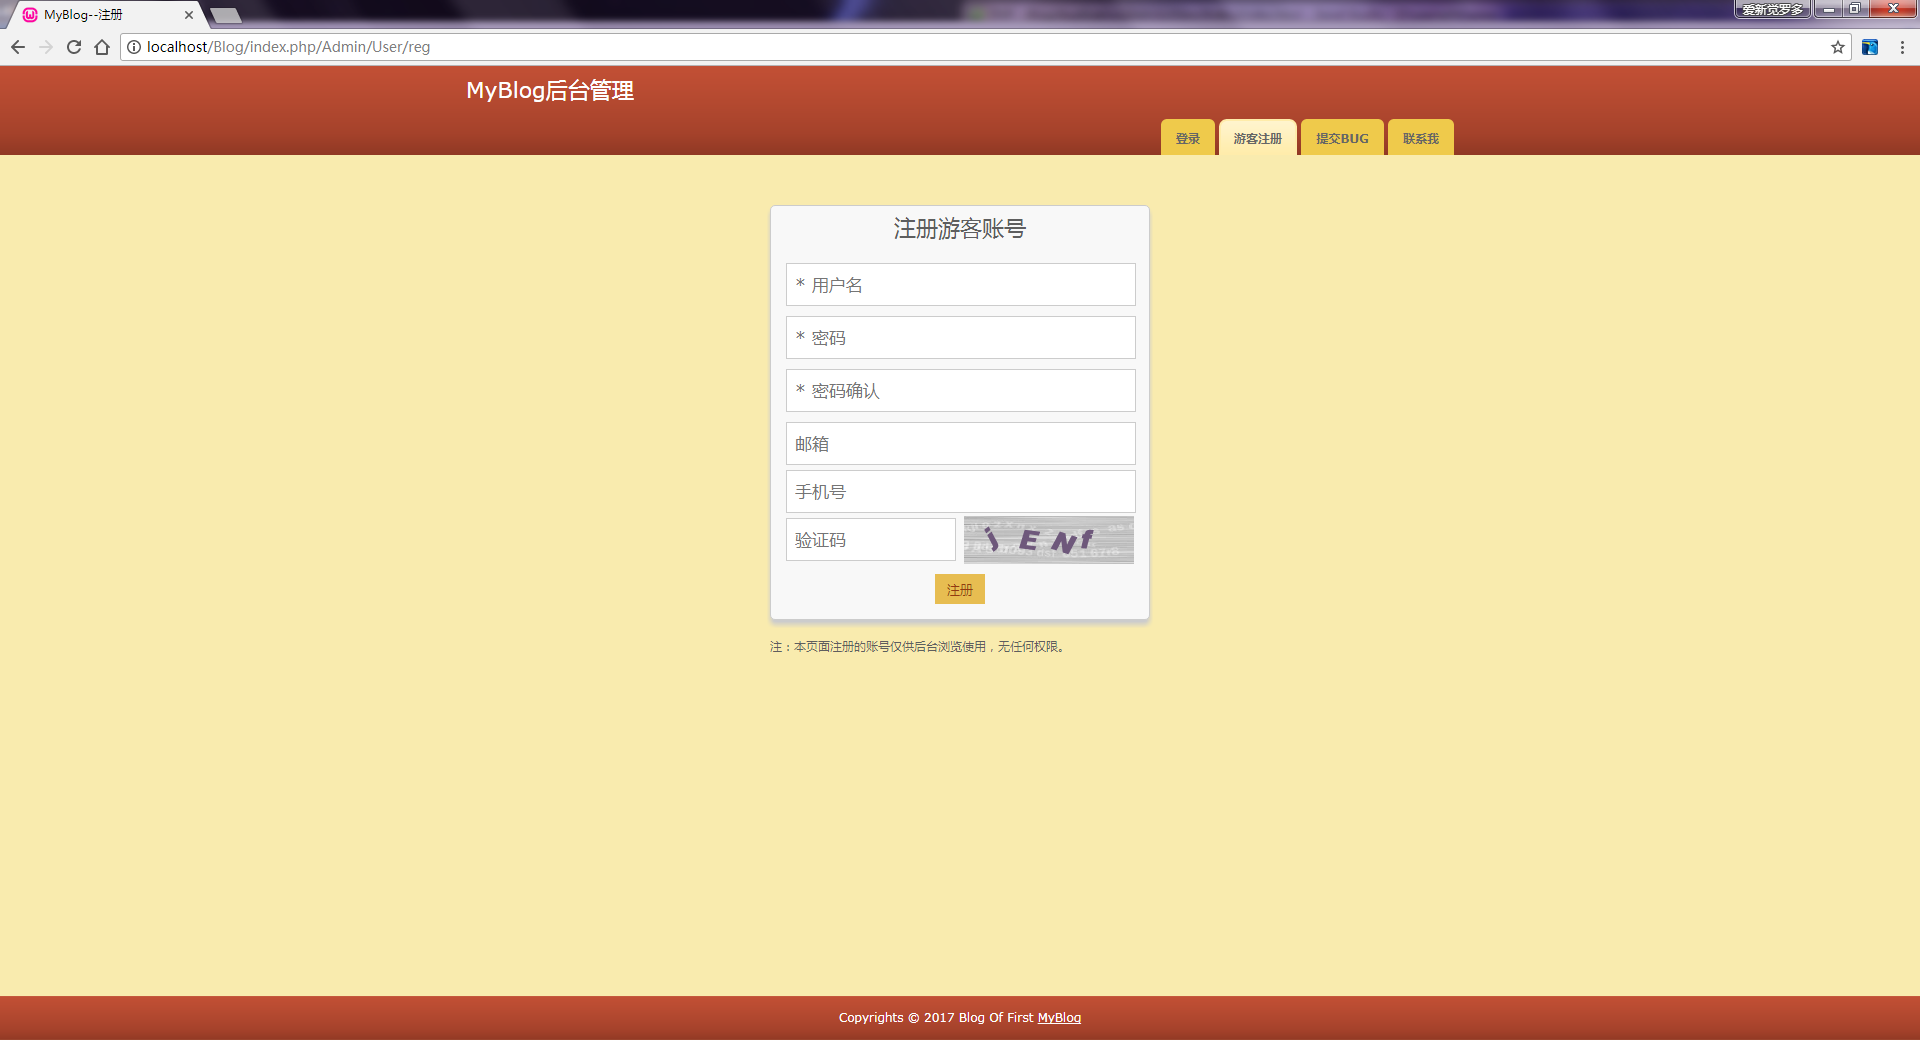 MyBlog--注册
爱新觉罗多
localhost/Blog/index.php/Admin/User/reg
MyBlog后台管理
登录
游客注册
提交BUG
联系我
注册游客账号
* 用户名
* 密码
* 密码确认
邮箱
手机号
验证码
j E N f
注册
注：本页面注册的账号仅供后台浏览使用，无任何权限。
Copyrights © 2017 Blog Of First MyBlog